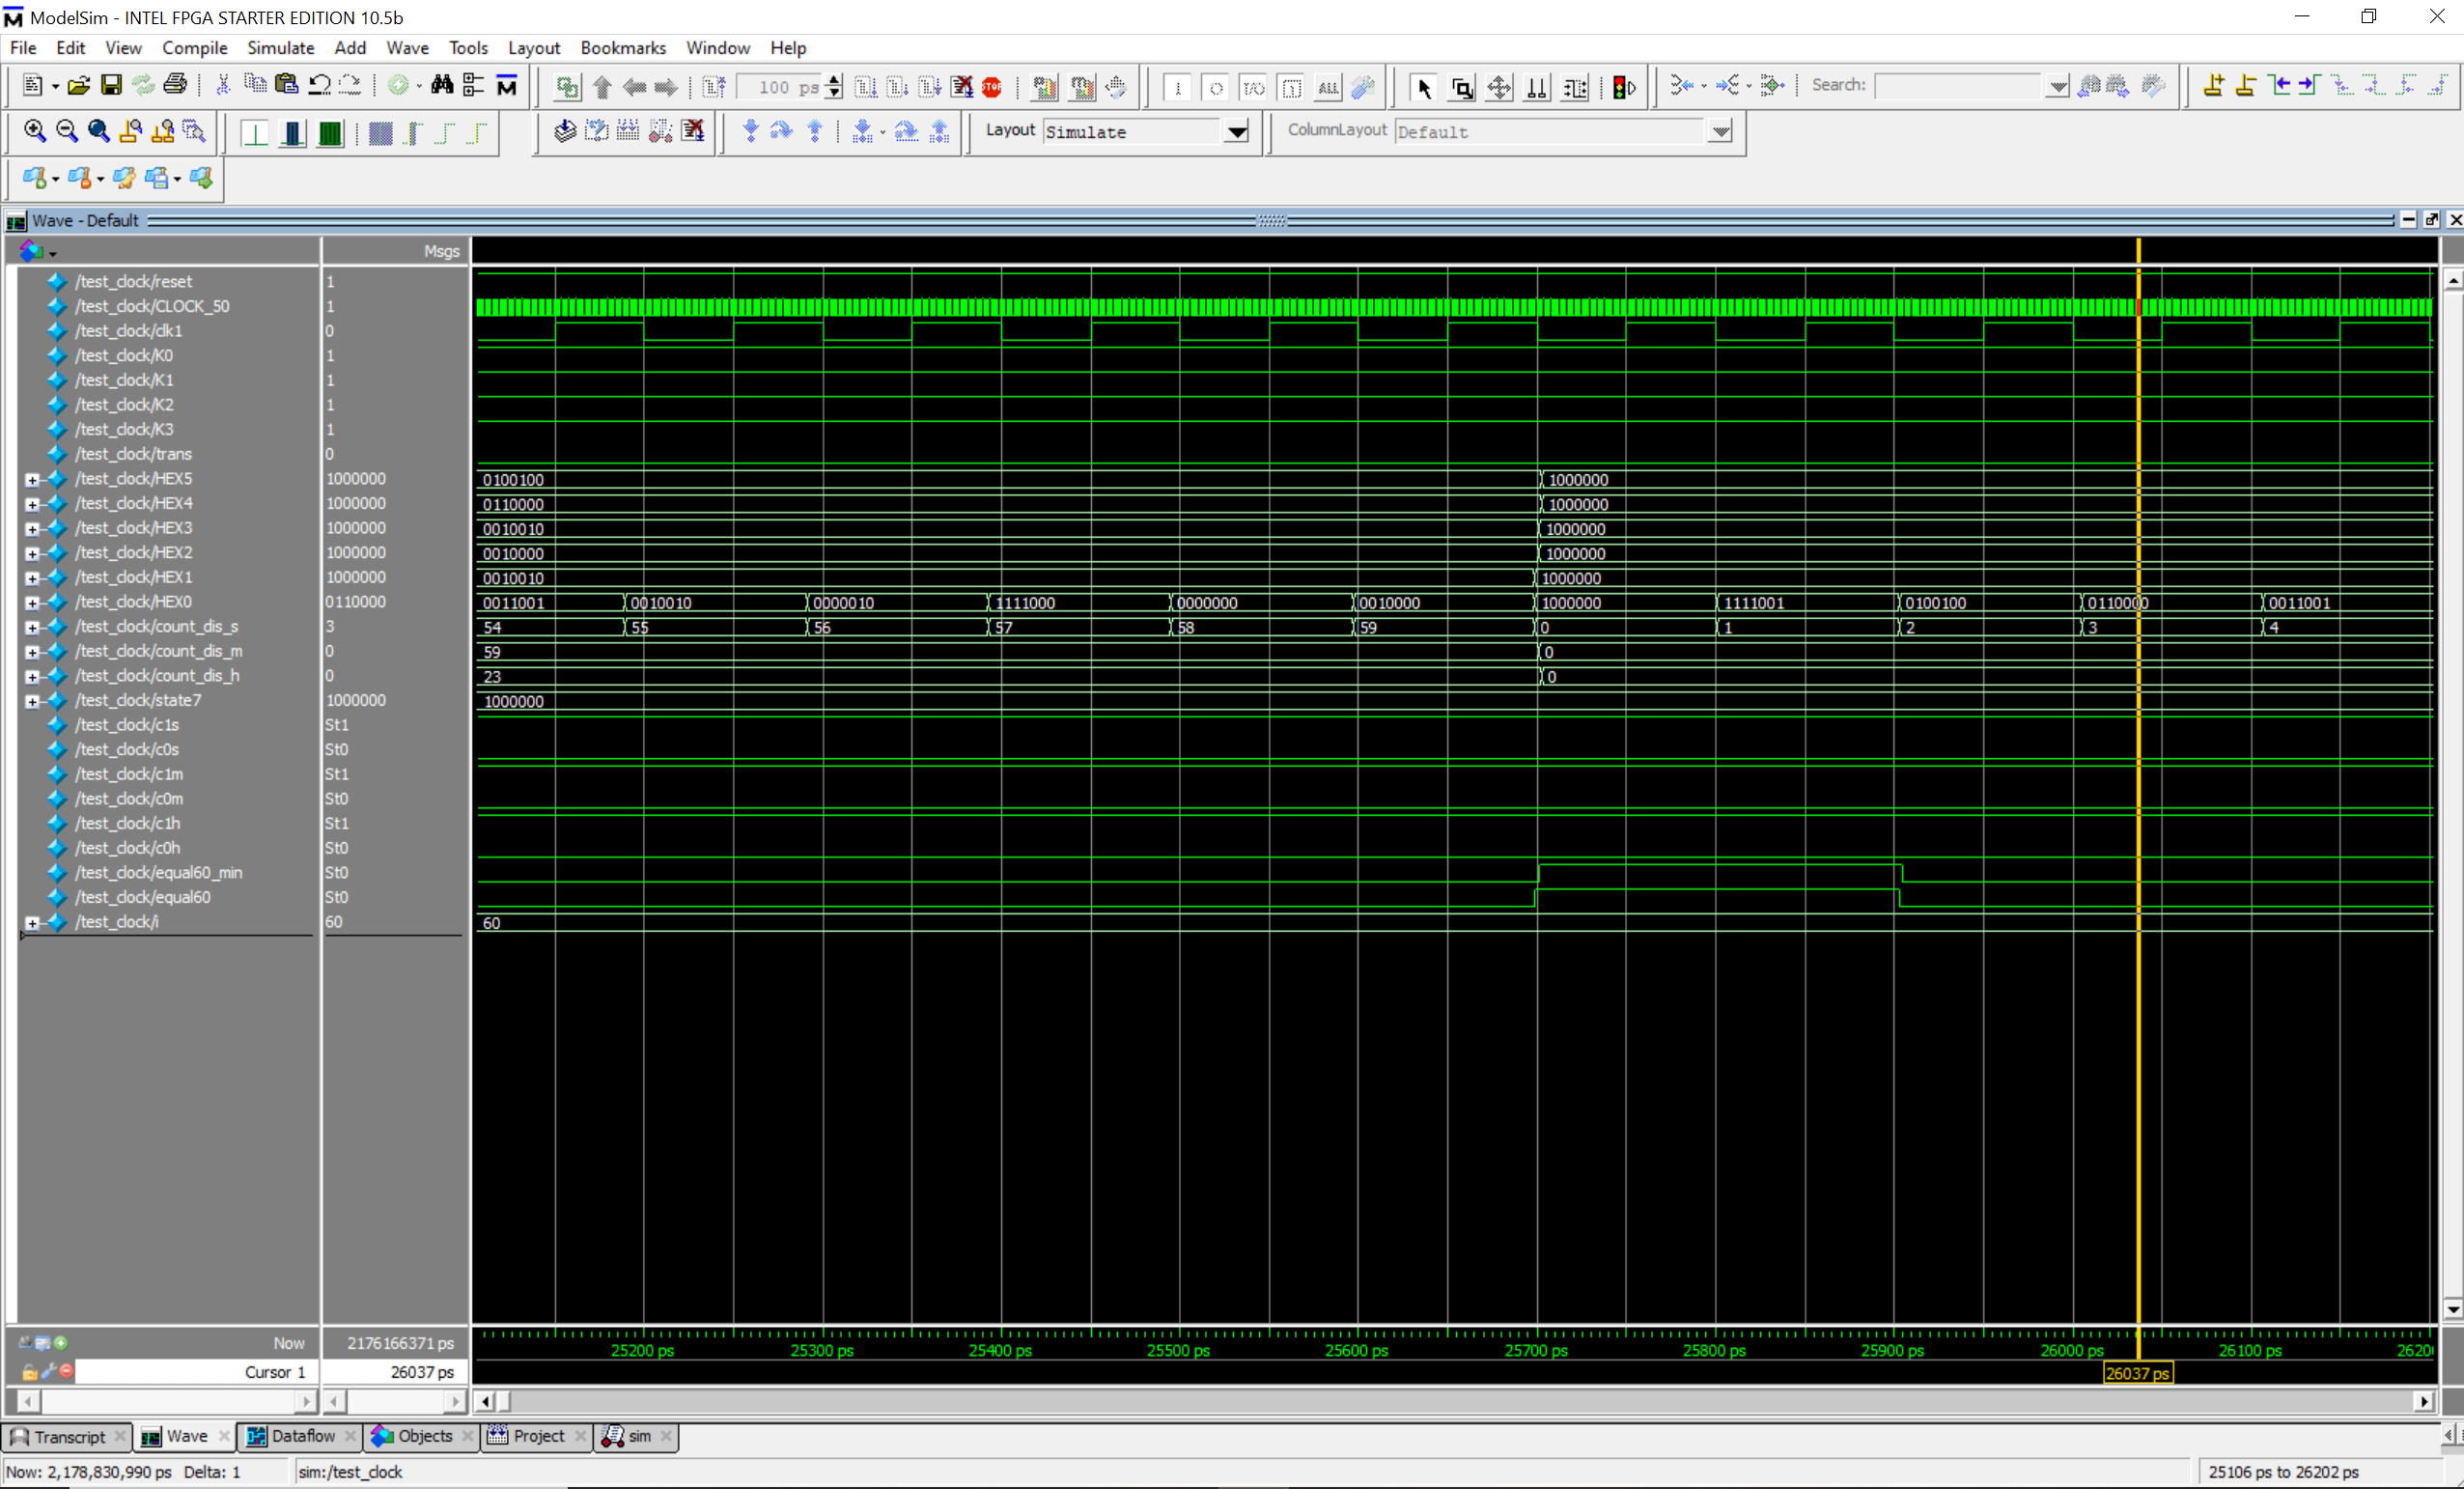 ModelSim - INTEL FPGA STARTER EDITION 10.5b
File Edit View Compile Simulate Add Wave Tools Layout Bookmarks Window Help
100 ps Search:
Layout Simulate ColumnLayout Default
Wave - Default
Msgs
/test_clock/reset 1
/test_clock/CLOCK_50 1
/test_clock/clk1 0
/test_clock/K0 1
/test_clock/K1 1
/test_clock/K2 1
/test_clock/K3 1
/test_clock/trans 0
/test_clock/HEX5 1000000 0100100 1000000
/test_clock/HEX4 1000000 0110000 1000000
/test_clock/HEX3 1000000 0010010 1000000
/test_clock/HEX2 1000000 0010000 1000000
/test_clock/HEX1 1000000 0010010 1000000
/test_clock/HEX0 0110000 0011001 0010010 0000010 1111000 0000000 0010000 1000000 1111001 0100100 0110000 0011001
/test_clock/count_dis_s 3 54 55 56 57 58 59 0 1 2 3 4
/test_clock/count_dis_m 0 59 0
/test_clock/count_dis_h 0 23 0
/test_clock/state7 1000000 1000000
/test_clock/c1s St1
/test_clock/c0s St0
/test_clock/c1m St1
/test_clock/c0m St0
/test_clock/c1h St1
/test_clock/c0h St0
/test_clock/equal60_min St0
/test_clock/equal60 St0
/test_clock/i 60 60
Now 2176166371 ps 25200 ps 25300 ps 25400 ps 25500 ps 25600 ps 25700 ps 25800 ps 25900 ps 26000 ps 26100 ps 2620
Cursor 1 26037 ps 26037 ps
Transcript Wave Dataflow Objects Project sim
Now: 2,178,830,990 ps Delta: 1 sim:/test_clock 25106 ps to 26202 ps